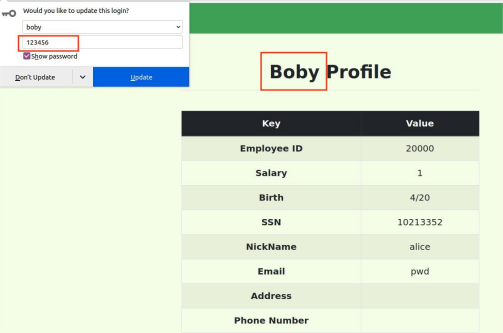 Would you like to update this login?
boby
123456
Show password
Don't Update
Update
Boby Profile
Key Value
Employee ID 20000
Salary 1
Birth 4/20
SSN 10213352
NickName alice
Email pwd
Address
Phone Number